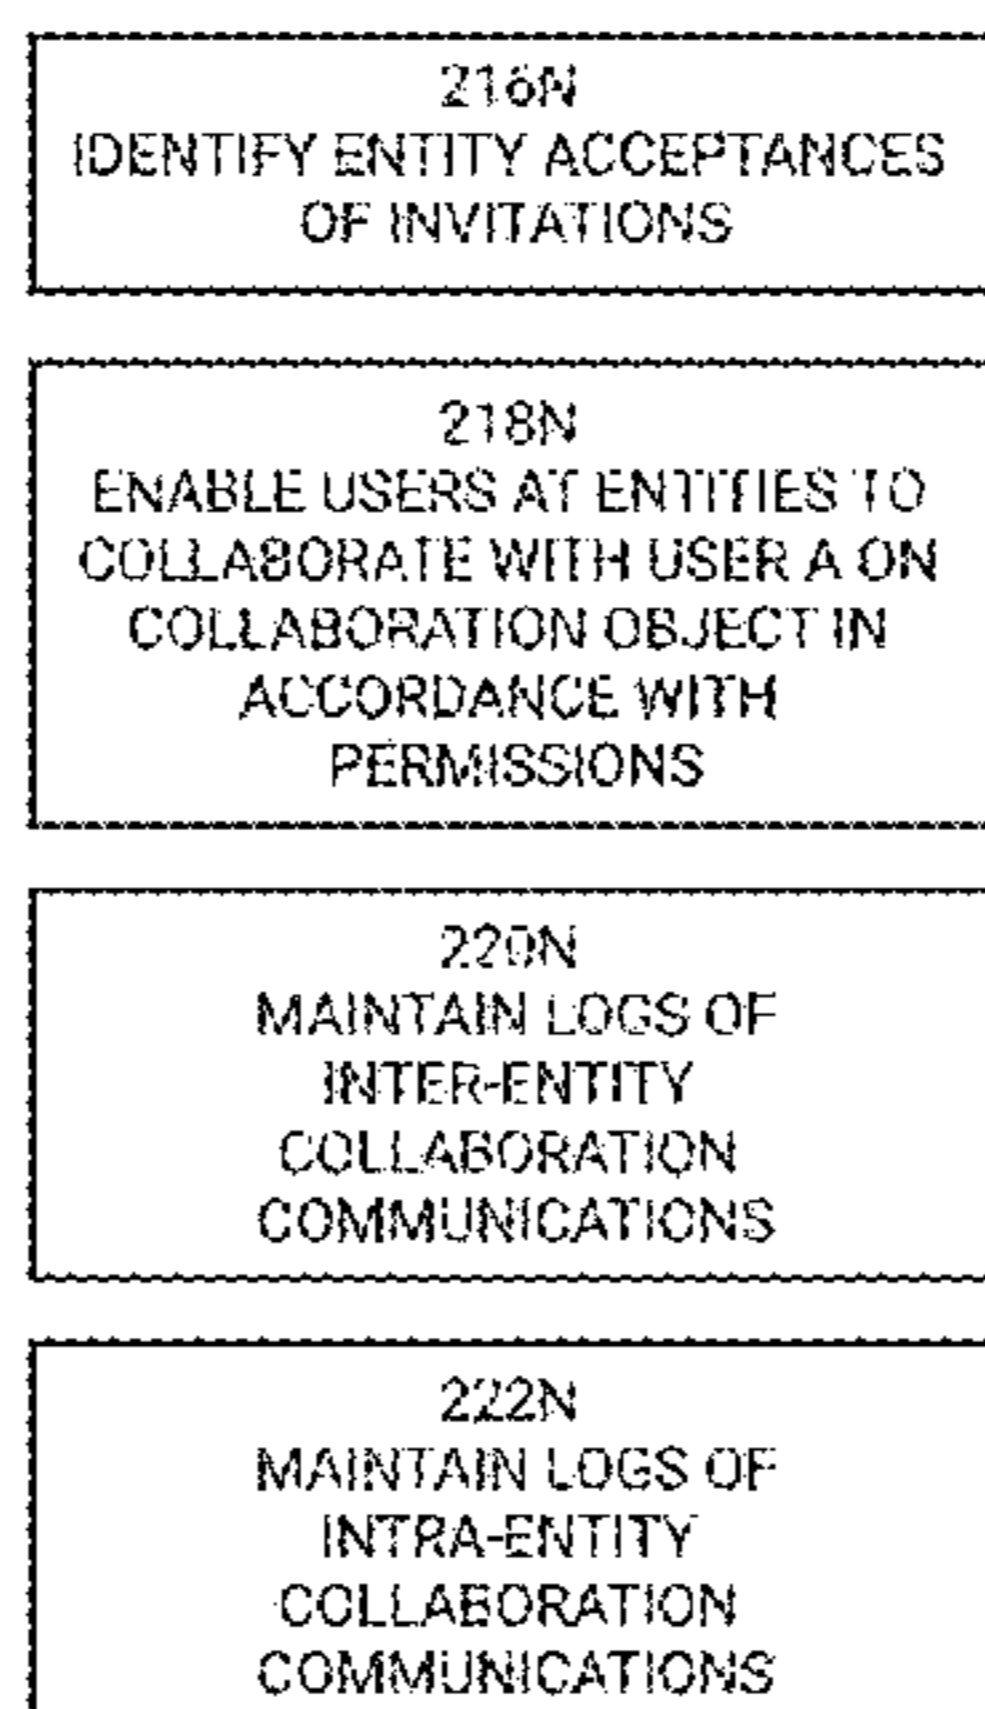 216N
IDENTIFY ENTITY ACCEPTANCES
OF INVITATIONS
218N
ENABLE USERS AT ENTITIES TO
COLLABORATE WITH USER A ON
COLLABORATION OBJECT IN
ACCORDANCE WITH
PERMISSIONS
220N
MAINTAIN LOGS OF
INTER-ENTITY
COLLABORATION
COMMUNICATIONS
222N
MAINTAIN LOGS OF
INTRA-ENTITY
COLLABORATION
COMMUNICATIONS